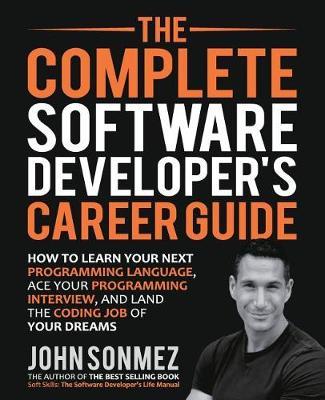 THE
COMPLETE
SOFTWARE
DEVELOPER'S
CAREER GUIDE
HOW TO LEARN YOUR NEXT
PROGRAMMING LANGUAGE,
ACE YOUR PROGRAMMING
INTERVIEW, AND LAND
THE CODING JOB OF
YOUR DREAMS
JOHN SONMEZ
THE AUTHOR OF THE BEST SELLING BOOK
Soft Skills: The Software Developer's Life Manual